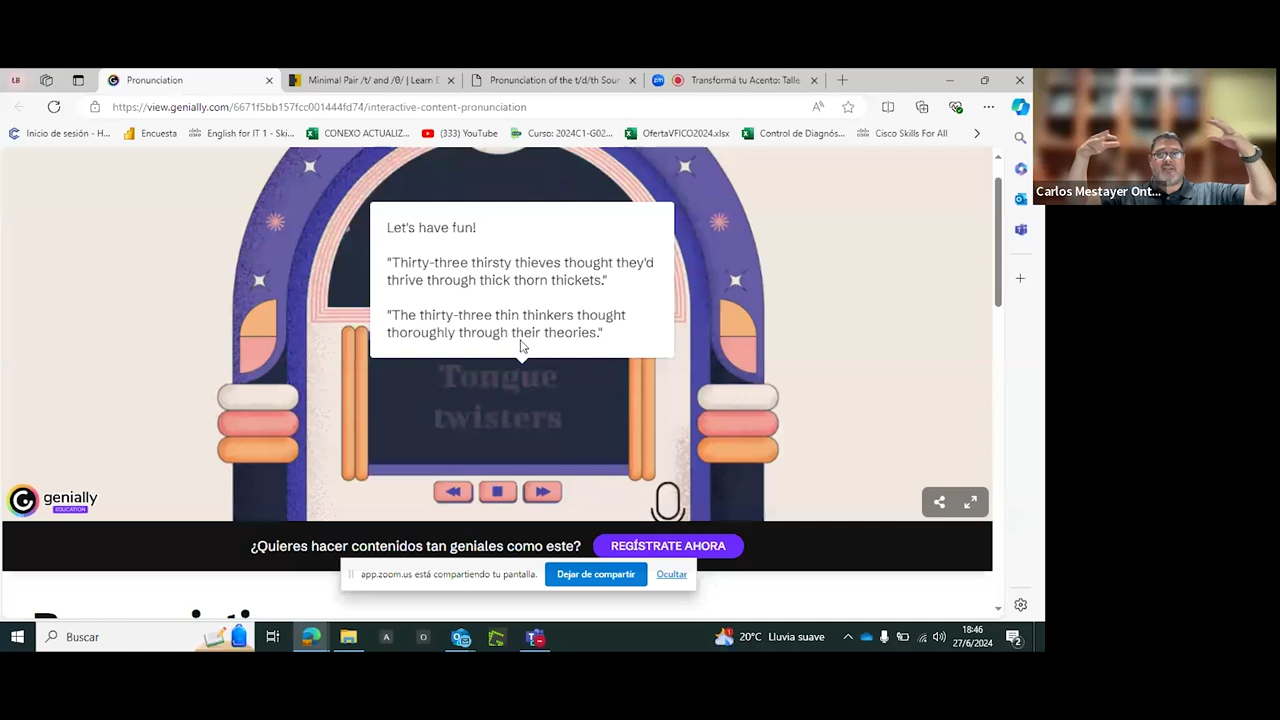 LB
Pronunciation
Minimal Pair /t/ and /θ/ | Learn E
Pronunciation of the t/d/th Soun
zm
Transformá tu Acento: Talle
https://view.genially.com/6671f5bb157fcc001444fd74/interactive-content-pronunciation
Inicio de sesión - H...
Encuesta
English for IT 1 - Ski...
CONEXO ACTUALIZ...
(333) YouTube
Curso: 2024C1-G02...
OfertaVFICO2024.xlsx
Control de Diagnós...
Cisco Skills For All
Carlos Mestayer Ont...
Let's have fun!
"Thirty-three thirsty thieves thought they'd
thrive through thick thorn thickets."
"The thirty-three thin thinkers thought
thoroughly through their theories."
Tongue
twisters
genially
EDUCATION
¿Quieres hacer contenidos tan geniales como este?
REGÍSTRATE AHORA
app.zoom.us está compartiendo tu pantalla.
Dejar de compartir
Ocultar
Buscar
A
O
20°C Lluvia suave
18:46
27/6/2024
2